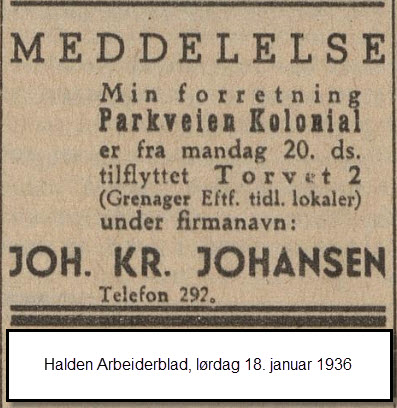 MEDDELELSE
Min forretning
Parkveien Kolonial
er fra mandag 20. ds.
tilflyttet Torvet 2
(Grenager Eftf. tidl. lokaler)
under firmanavn:
JOH. KR. JOHANSEN
Telefon 292.
Halden Arbeiderblad, lørdag 18. januar 1936